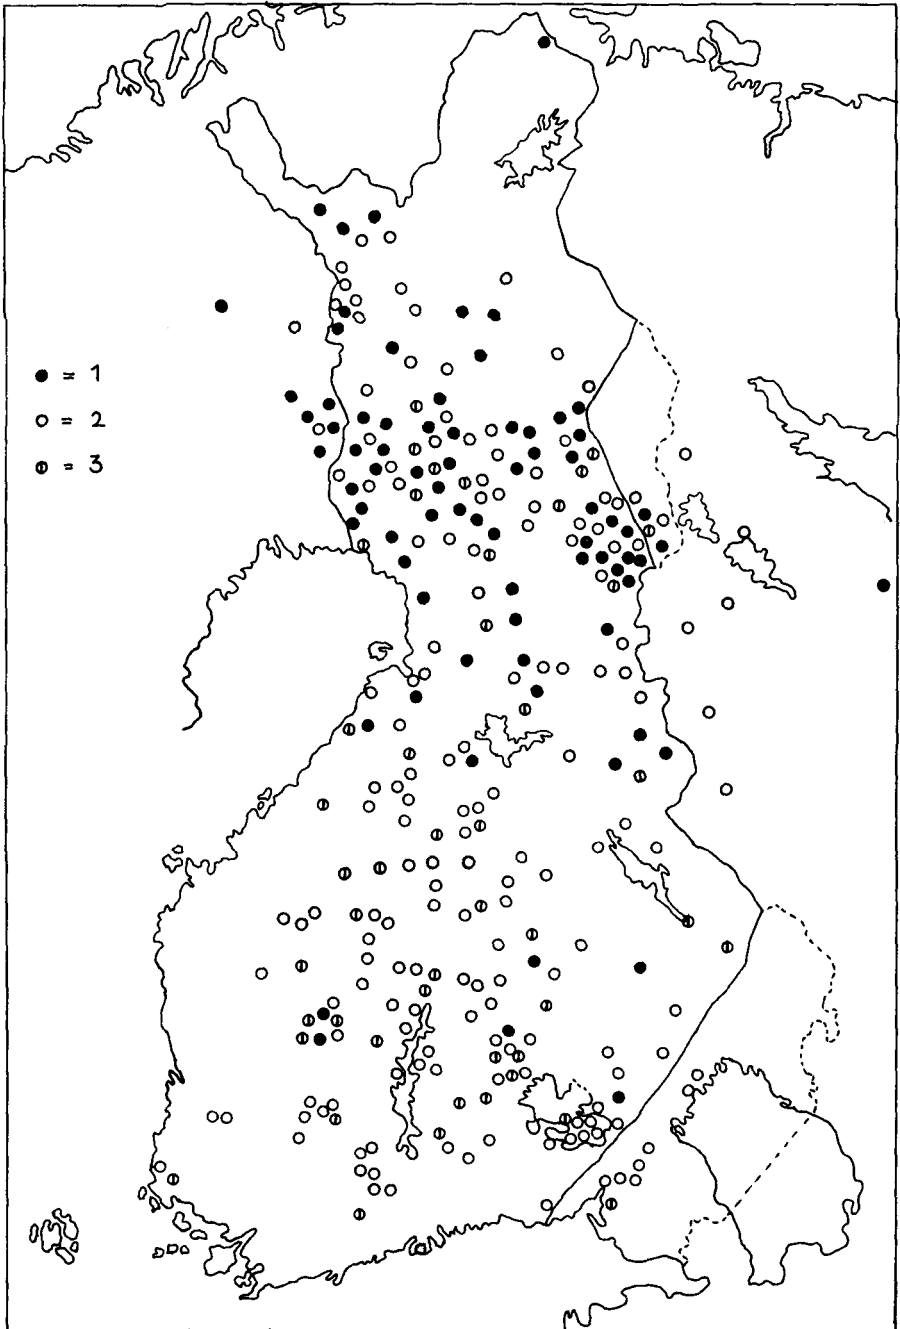 ● = 1
○ = 2
⦶ = 3